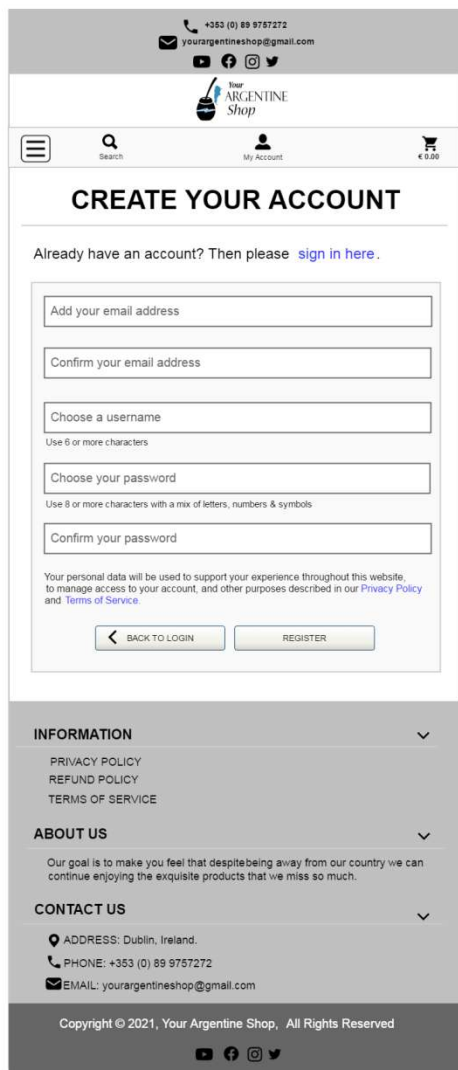 +353 (0) 89 9757272
yourargentineshop@gmail.com
Your
ARGENTINE
Shop
Search
My Account
€ 0.00
CREATE YOUR ACCOUNT
Already have an account? Then please sign in here.
Add your email address
Confirm your email address
Choose a username
Use 6 or more characters
Choose your password
Use 8 or more characters with a mix of letters, numbers & symbols
Confirm your password
Your personal data will be used to support your experience throughout this website,
to manage access to your account, and other purposes described in our Privacy Policy
and Terms of Service.
BACK TO LOGIN
REGISTER
INFORMATION
PRIVACY POLICY
REFUND POLICY
TERMS OF SERVICE
ABOUT US
Our goal is to make you feel that despitebeing away from our country we can
continue enjoying the exquisite products that we miss so much.
CONTACT US
ADDRESS: Dublin, Ireland.
PHONE: +353 (0) 89 9757272
EMAIL: yourargentineshop@gmail.com
Copyright © 2021, Your Argentine Shop, All Rights Reserved